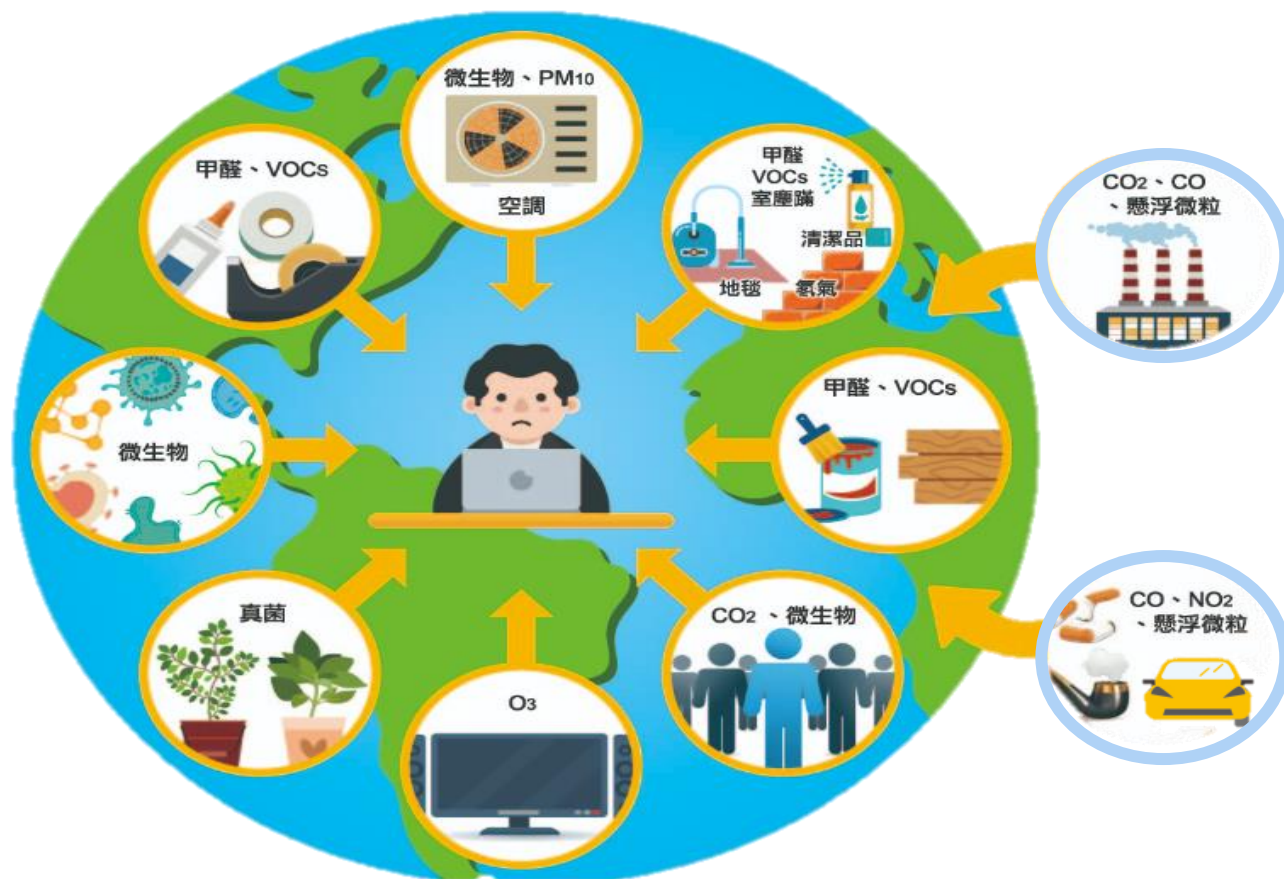 微生物、PM10
空調
甲醛、VOCs
甲醛
VOCs
室塵蹣
清潔品
地毯
氡氣
CO2、CO
、懸浮微粒
微生物
甲醛、VOCs
真菌
O3
CO2 、微生物
CO、NO2
、懸浮微粒